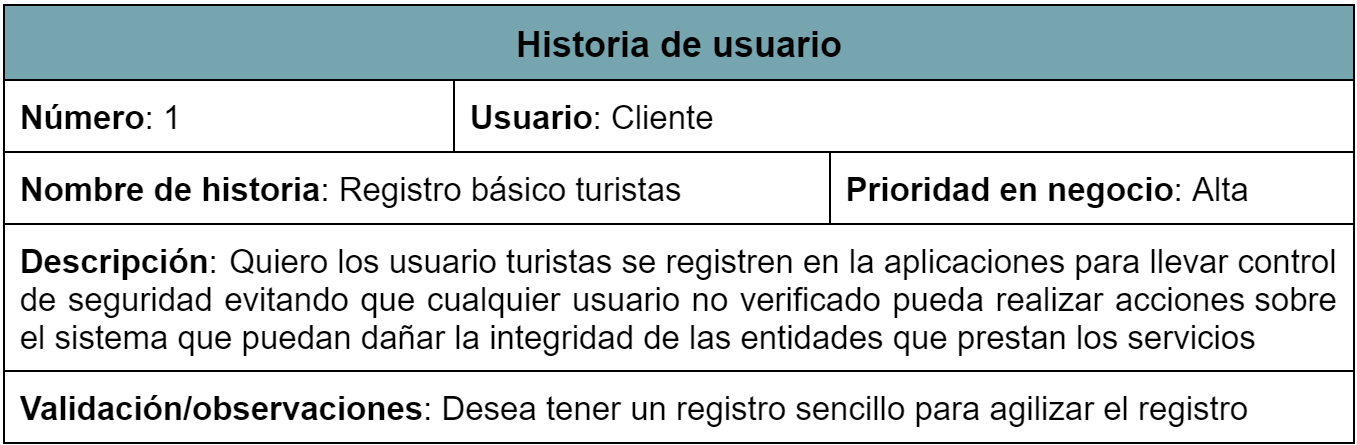 Historia de usuario
Número: 1
Usuario: Cliente
Nombre de historia: Registro básico turistas
Prioridad en negocio: Alta
Descripción: Quiero los usuario turistas se registren en la aplicaciones para llevar control
de seguridad evitando que cualquier usuario no verificado pueda realizar acciones sobre
el sistema que puedan dañar la integridad de las entidades que prestan los servicios
Validación/observaciones: Desea tener un registro sencillo para agilizar el registro